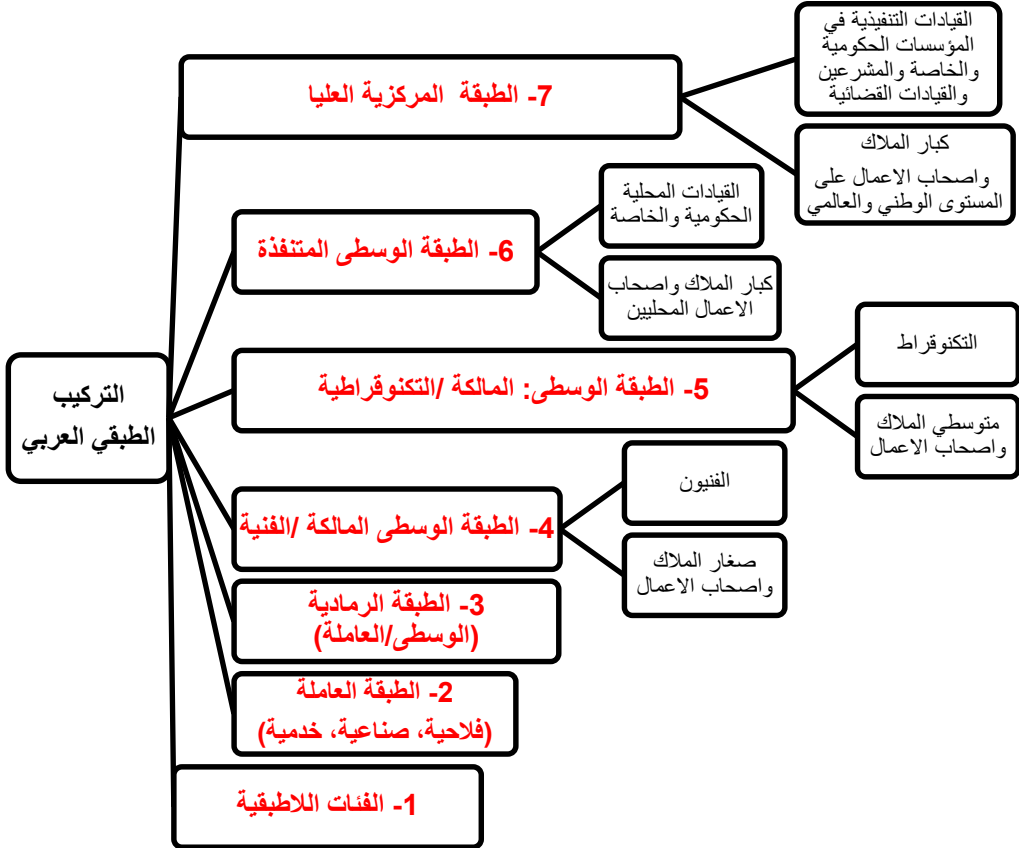 التركيب
الطبقي العربي
7- الطبقة المركزية العليا
القيادات التنفيذية في
المؤسسات الحكومية
والخاصة والمشرعين
والقيادات القضائية
كبار الملاك
واصحاب الاعمال على
المستوى الوطني والعالمي
6- الطبقة الوسطى المتنفذة
القيادات المحلية
الحكومية والخاصة
كبار الملاك واصحاب
الاعمال المحليين
5- الطبقة الوسطى: المالكة /التكنوقراطية
التكنوقراط
متوسطي الملاك
واصحاب الاعمال
4- الطبقة الوسطى المالكة /الفنية
الفنيون
صغار الملاك
واصحاب الاعمال
3- الطبقة الرمادية
(الوسطى/العاملة)
2- الطبقة العاملة
(فلاحية، صناعية، خدمية)
1- الفئات اللاطبقية